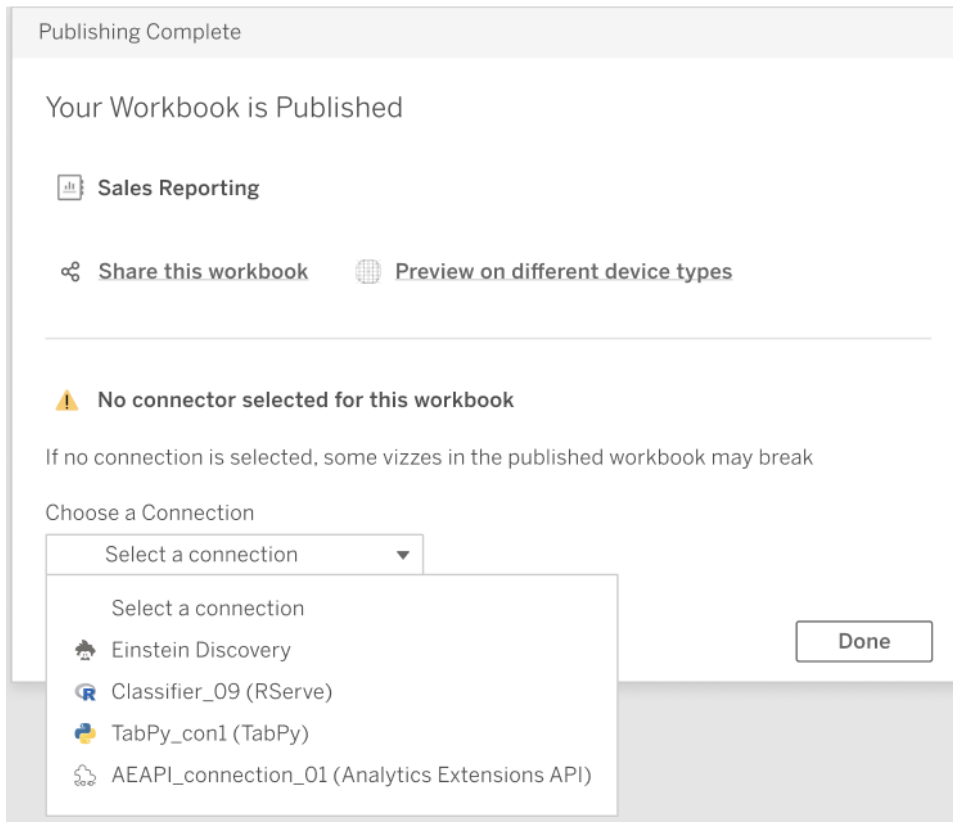 Publishing Complete
Your Workbook is Published
Sales Reporting
Share this workbook Preview on different device types
No connector selected for this workbook
If no connection is selected, some vizzes in the published workbook may break
Choose a Connection
Select a connection
Select a connection
Einstein Discovery
Done
Classifier_09 (RServe)
TabPy_con1 (TabPy)
AEAPI_connection_01 (Analytics Extensions API)